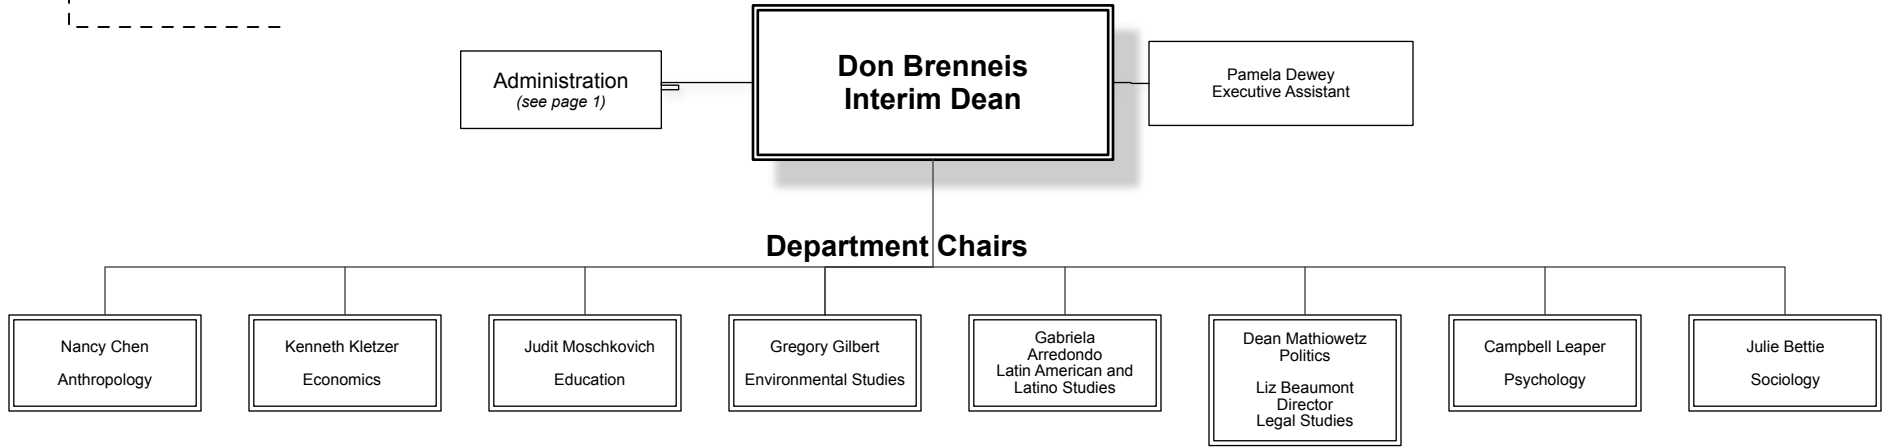 Don Brenneis
Interim Dean
Administration
(see page 1)
Pamela Dewey
Executive Assistant
Department Chairs
Nancy Chen
Anthropology
Kenneth Kletzer
Economics
Judit Moschkovich
Education
Gregory Gilbert
Environmental Studies
Gabriela
Arredondo
Latin American and
Latino Studies
Dean Mathiowetz
Politics
Liz Beaumont
Director
Legal Studies
Campbell Leaper
Psychology
Julie Bettie
Sociology